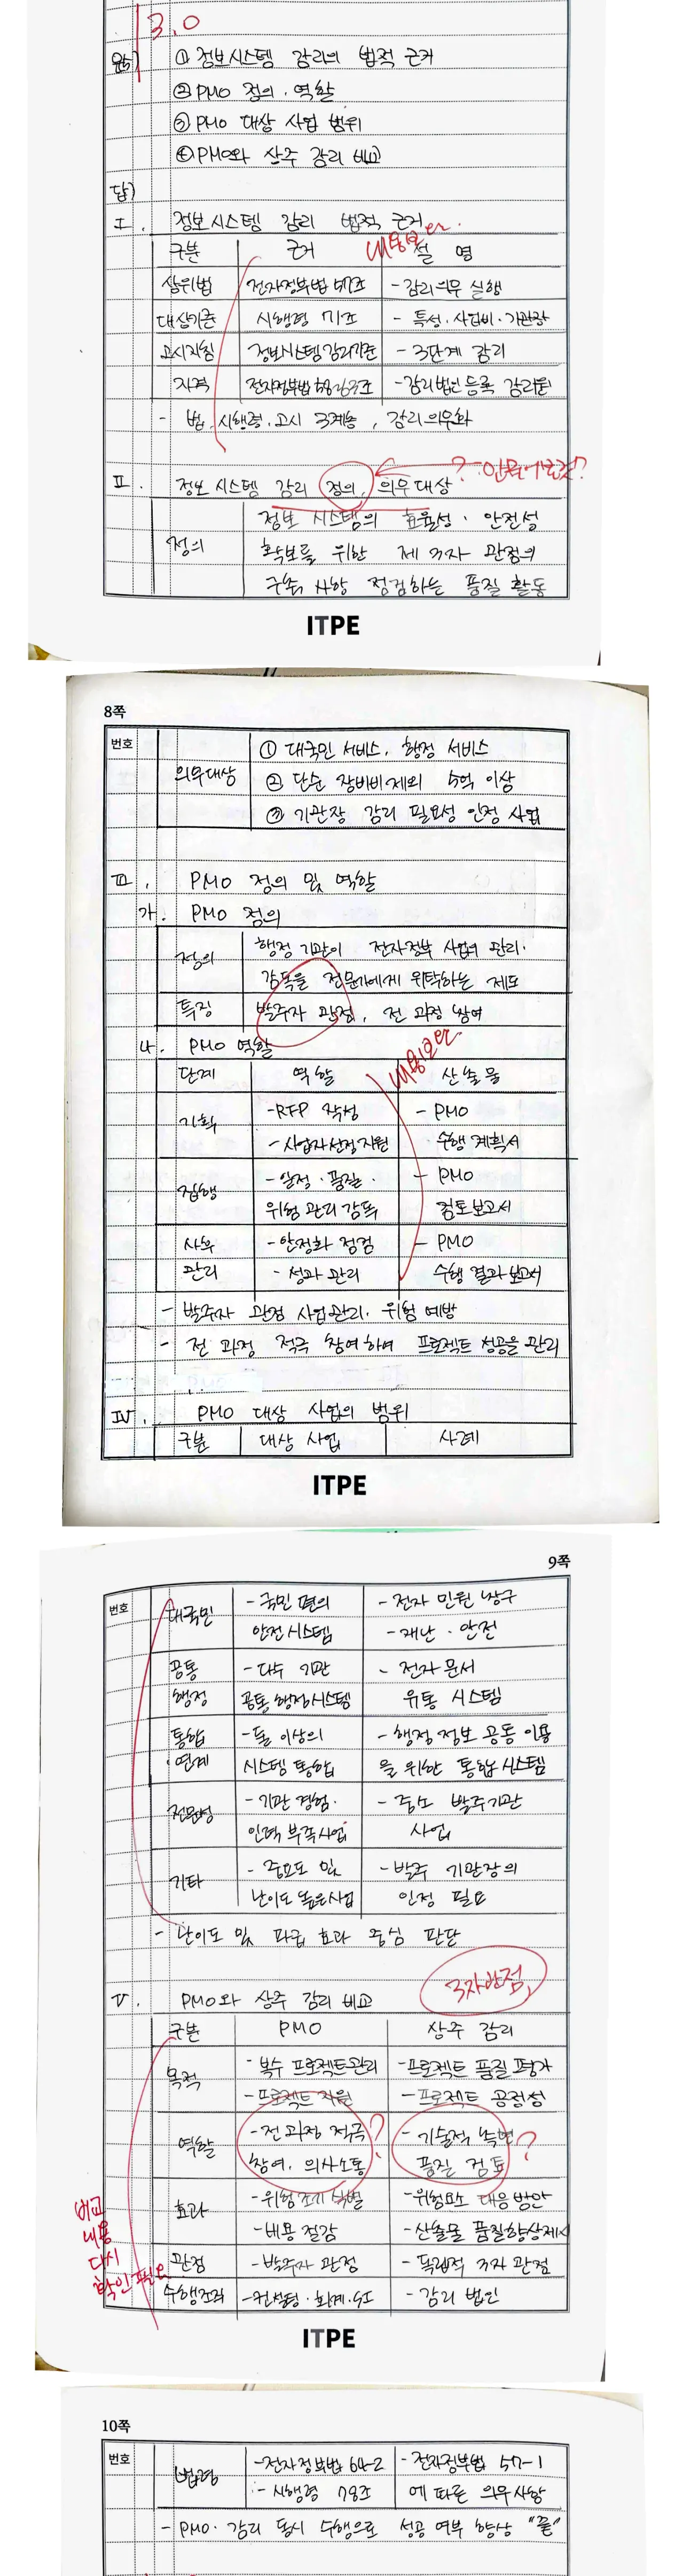 3.0
문5) ① 정보시스템 감리의 법적 근거
② PMO 정의·역할
③ PMO 대상 사업 범위
④ PMO와 상주 감리 비교
답)
I. 정보시스템 감리 법적 근거
내용보완
구분 근거 설명
상위법 전자정부법 57조 - 감리의무 실행
대상기준 시행령 71조 - 특성·사업비·기관장
고시지침 정보시스템감리기준 - 3단계 감리
자격 전자정부법 - 감리법인 등록 감리원
- 법, 시행령, 고시 3계층, 감리 의무화
II. 정보시스템 감리 정의, 의무대상
정의 정보 시스템의 효율성·안전성
확보를 위한 제3자 관점의
구축 사항 점검하는 품질 활동
ITPE
8쪽
번호
의무대상 ① 대국민 서비스, 행정 서비스
② 단순 장비비 제외 5억 이상
③ 기관장 감리 필요성 인정 사업
III. PMO 정의 및 역할
가. PMO 정의
정의 행정 기관이 전자정부 사업의 관리·
감독을 전문가에게 위탁하는 제도
특징 발주자 관점, 전 과정 참여
나. PMO 역할
내용보완
단계 역할 산출물
기획 - RFP 작성 - PMO
- 사업자선정지원 수행 계획서
집행 - 일정·품질· - PMO
위험 관리 감독 검토보고서
사후 - 안정화 점검 - PMO
관리 - 성과 관리 수행 결과보고서
- 발주자 관점 사업관리·위험 예방
- 전 과정 적극 참여하여 프로젝트 성공을 관리
IV. PMO 대상 사업의 범위
구분 대상 사업 사례
ITPE
9쪽
번호
대국민 - 국민 편의 - 전자 민원 창구
안전시스템 - 재난·안전
공통 - 다수 기관 - 전자문서
행정 공통 행정시스템 유통 시스템
통합 - 둘 이상의 - 행정 정보 공동 이용
연계 시스템 통합 을 위한 통합 시스템
전문성 - 기관 경험· - 중소 발주기관
인력 부족사업 사업
기타 - 중요도 및 - 발주 기관장의
난이도 높은사업 인정 필요
- 난이도 및 파급 효과 중심 판단
3자관점
V. PMO와 상주 감리 비교
구분 PMO 상주 감리
목적 - 복수 프로젝트관리 - 프로젝트 품질 평가
- 프로젝트 지원 - 프로젝트 공정성
역할 - 전 과정 적극 ? - 기술적 측면 ?
참여, 의사소통 품질 검토
효과 - 위험 조기 식별 - 위험요소 대응방안
- 비용 절감 - 산출물 품질향상제시
관점 - 발주자 관점 - 독립적 3자 관점
수행조직 - 컨설팅·회계·SI - 감리 법인
비교
내용
다시
확인 필요
ITPE
10쪽
번호
법령 - 전자정부법 64-2 - 전자정부법 57-1
- 시행령 78조 에 따른 의무사항
- PMO·감리 동시 수행으로 성공 여부 향상 "끝"